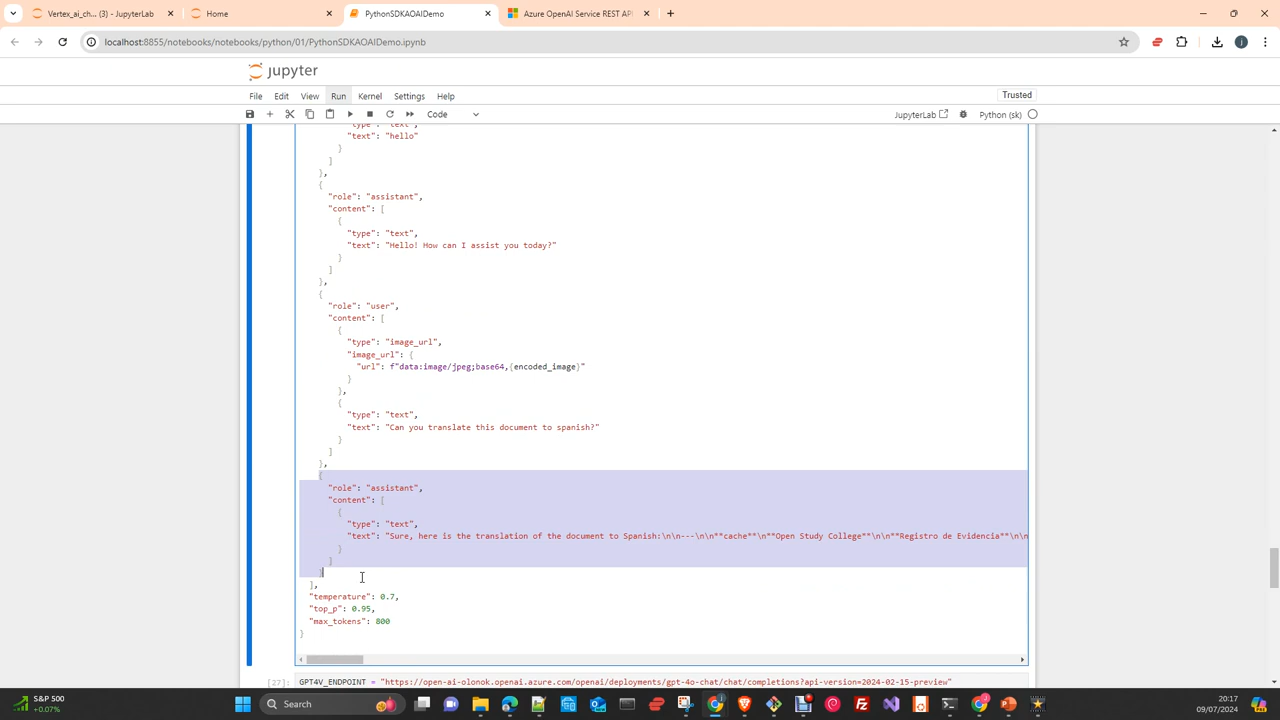 Vertex_ai_ch... (3) - JupyterLab
Home
PythonSDKAOAIDemo
Azure OpenAI Service REST API
localhost:8855/notebooks/notebooks/python/01/PythonSDKAOAIDemo.ipynb
jupyter
File Edit View Run Kernel Settings Help
Trusted
Code
JupyterLab
Python (sk)
"type": "text",
"text": "hello"
}
]
},
{
"role": "assistant",
"content": [
{
"type": "text",
"text": "Hello! How can I assist you today?"
}
]
},
{
"role": "user",
"content": [
{
"type": "image_url",
"image_url": {
"url": f"data:image/jpeg;base64,{encoded_image}"
}
},
{
"type": "text",
"text": "Can you translate this document to spanish?"
}
]
},
{
"role": "assistant",
"content": [
{
"type": "text",
"text": "Sure, here is the translation of the document to Spanish:\n\n---\n\n**cache**\n**Open Study College**\n\n**Registro de Evidencia**\n\n
}
]
}
],
"temperature": 0.7,
"top_p": 0.95,
"max_tokens": 800
}
[27]: GPT4V_ENDPOINT = "https://open-ai-olonok.openai.azure.com/openai/deployments/gpt-4o-chat/chat/completions?api-version=2024-02-15-preview"
S&P 500
+0.07%
Search
20:17
09/07/2024